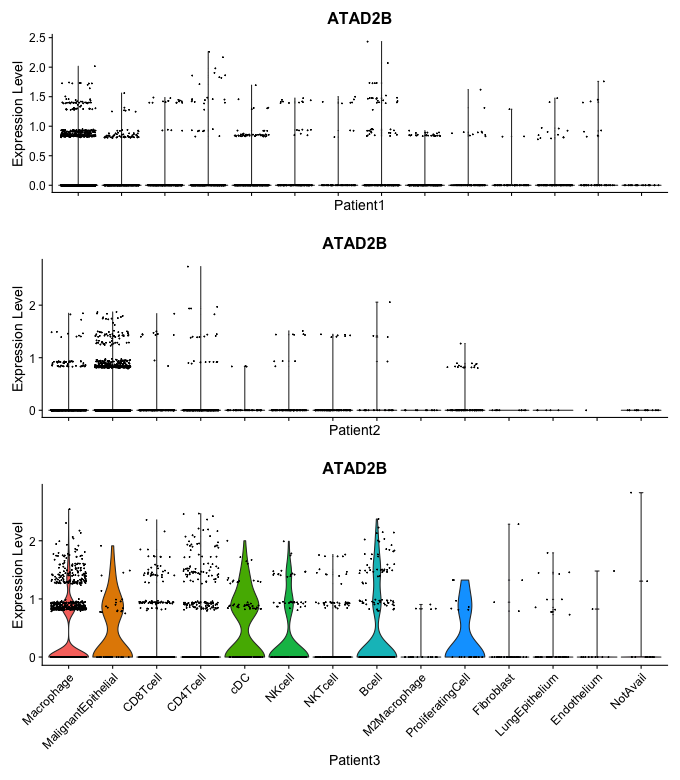 ATAD2B
Expression Level
2.5
2.0
1.5
1.0
0.5
0.0
Patient1
ATAD2B
Expression Level
2
1
0
Patient2
ATAD2B
Expression Level
2
1
0
Macrophage
MalignantEpithelial
CD8Tcell
CD4Tcell
cDC
NKcell
NKTcell
Bcell
M2Macrophage
ProliferatingCell
Fibroblast
LungEpithelium
Endothelium
NotAvail
Patient3